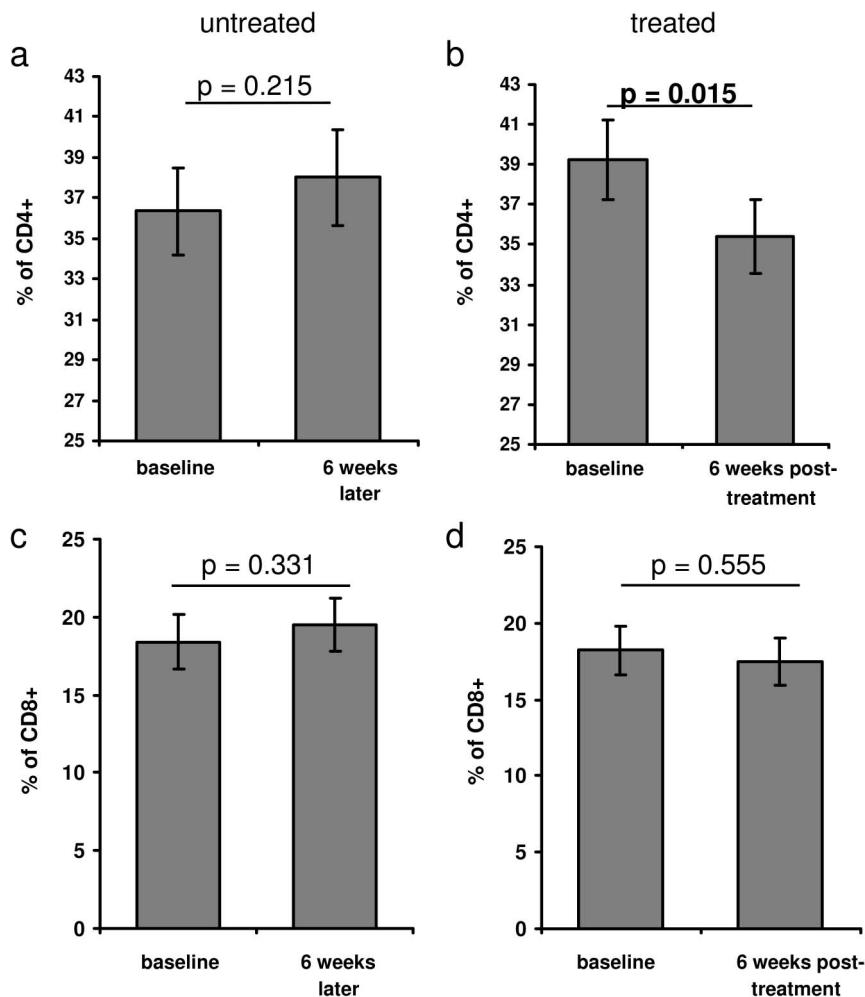 untreated
treated
a
p = 0.215
43
41
39
37
35
33
31
29
27
25
% of CD4+
baseline
6 weeks
later
b
p = 0.015
43
41
39
37
35
33
31
29
27
25
% of CD4+
baseline
6 weeks post-
treatment
c
p = 0.331
25
20
15
10
5
0
% of CD8+
baseline
6 weeks
later
d
p = 0.555
25
20
15
10
5
0
% of CD8+
baseline
6 weeks post-
treatment